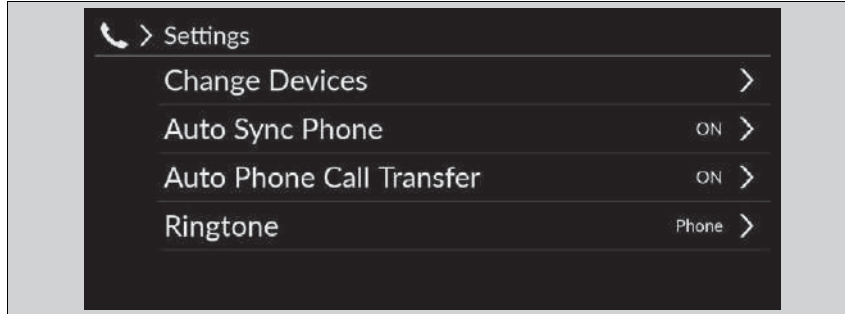 Settings
Change Devices
Auto Sync Phone ON
Auto Phone Call Transfer ON
Ringtone Phone